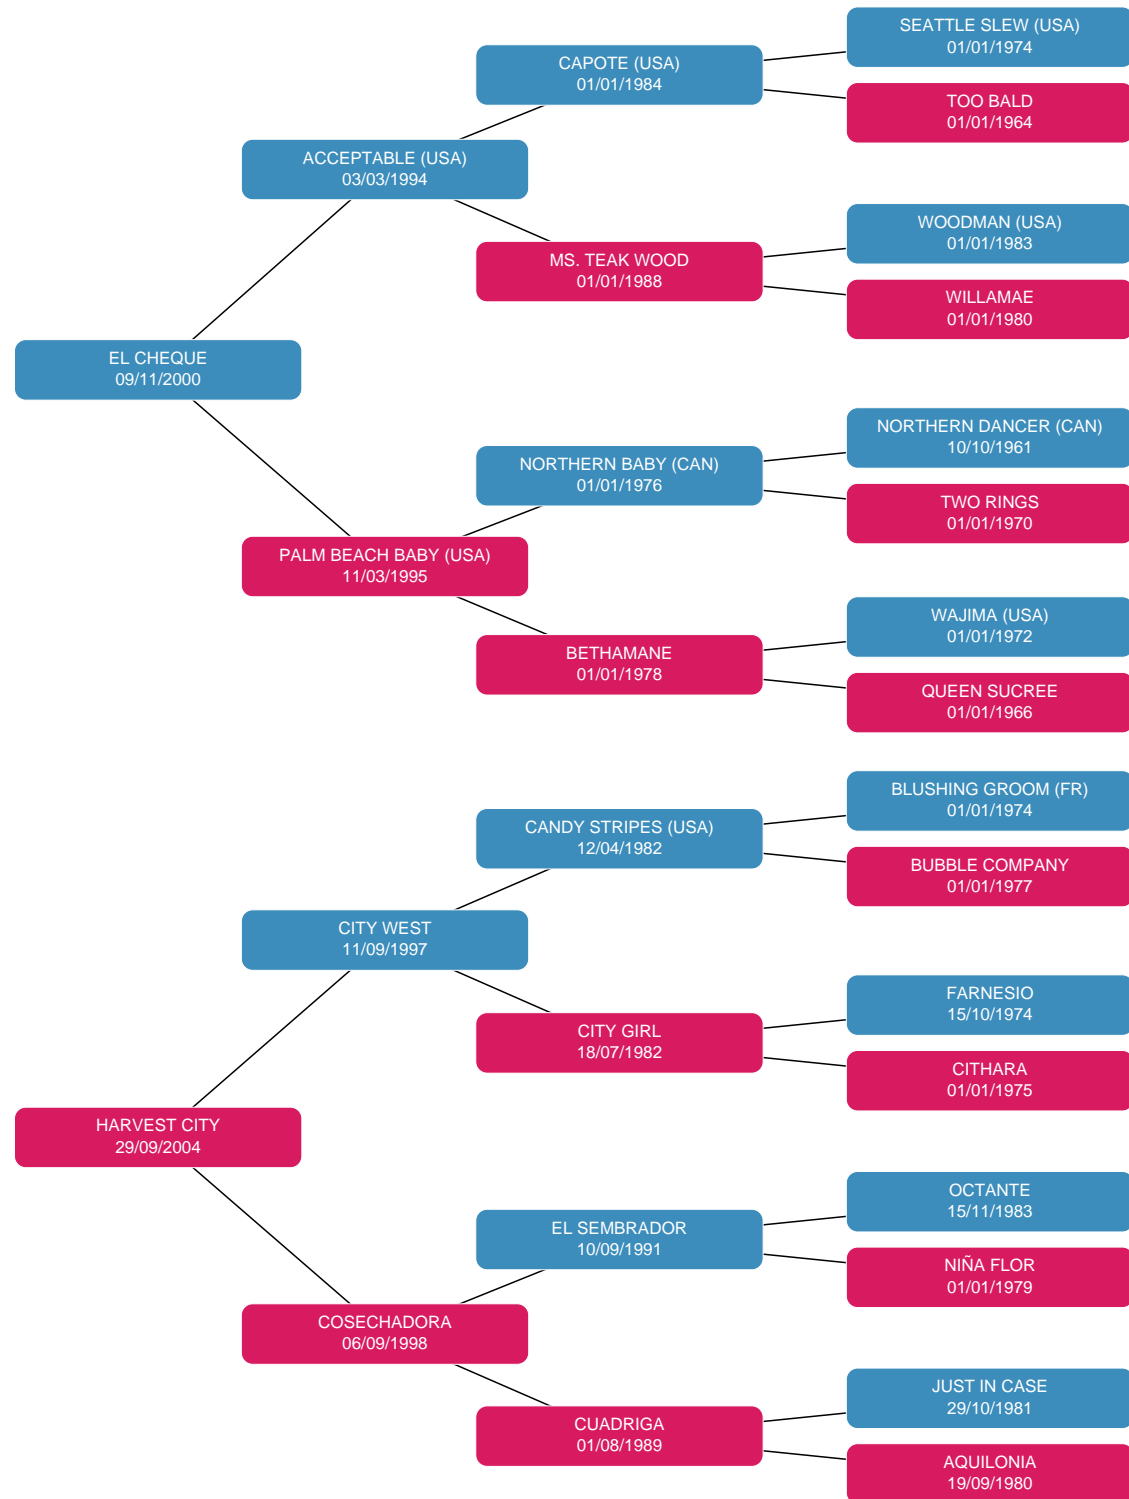 SEATTLE SLEW (USA)
01/01/1974
CAPOTE (USA)
01/01/1984
TOO BALD
01/01/1964
ACCEPTABLE (USA)
03/03/1994
WOODMAN (USA)
01/01/1983
MS. TEAK WOOD
01/01/1988
WILLAMAE
01/01/1980
EL CHEQUE
09/11/2000
NORTHERN DANCER (CAN)
10/10/1961
NORTHERN BABY (CAN)
01/01/1976
TWO RINGS
01/01/1970
PALM BEACH BABY (USA)
11/03/1995
WAJIMA (USA)
01/01/1972
BETHAMANE
01/01/1978
QUEEN SUCREE
01/01/1966
BLUSHING GROOM (FR)
01/01/1974
CANDY STRIPES (USA)
12/04/1982
BUBBLE COMPANY
01/01/1977
CITY WEST
11/09/1997
FARNESIO
15/10/1974
CITY GIRL
18/07/1982
CITHARA
01/01/1975
HARVEST CITY
29/09/2004
OCTANTE
15/11/1983
EL SEMBRADOR
10/09/1991
NIÑA FLOR
01/01/1979
COSECHADORA
06/09/1998
JUST IN CASE
29/10/1981
CUADRIGA
01/08/1989
AQUILONIA
19/09/1980